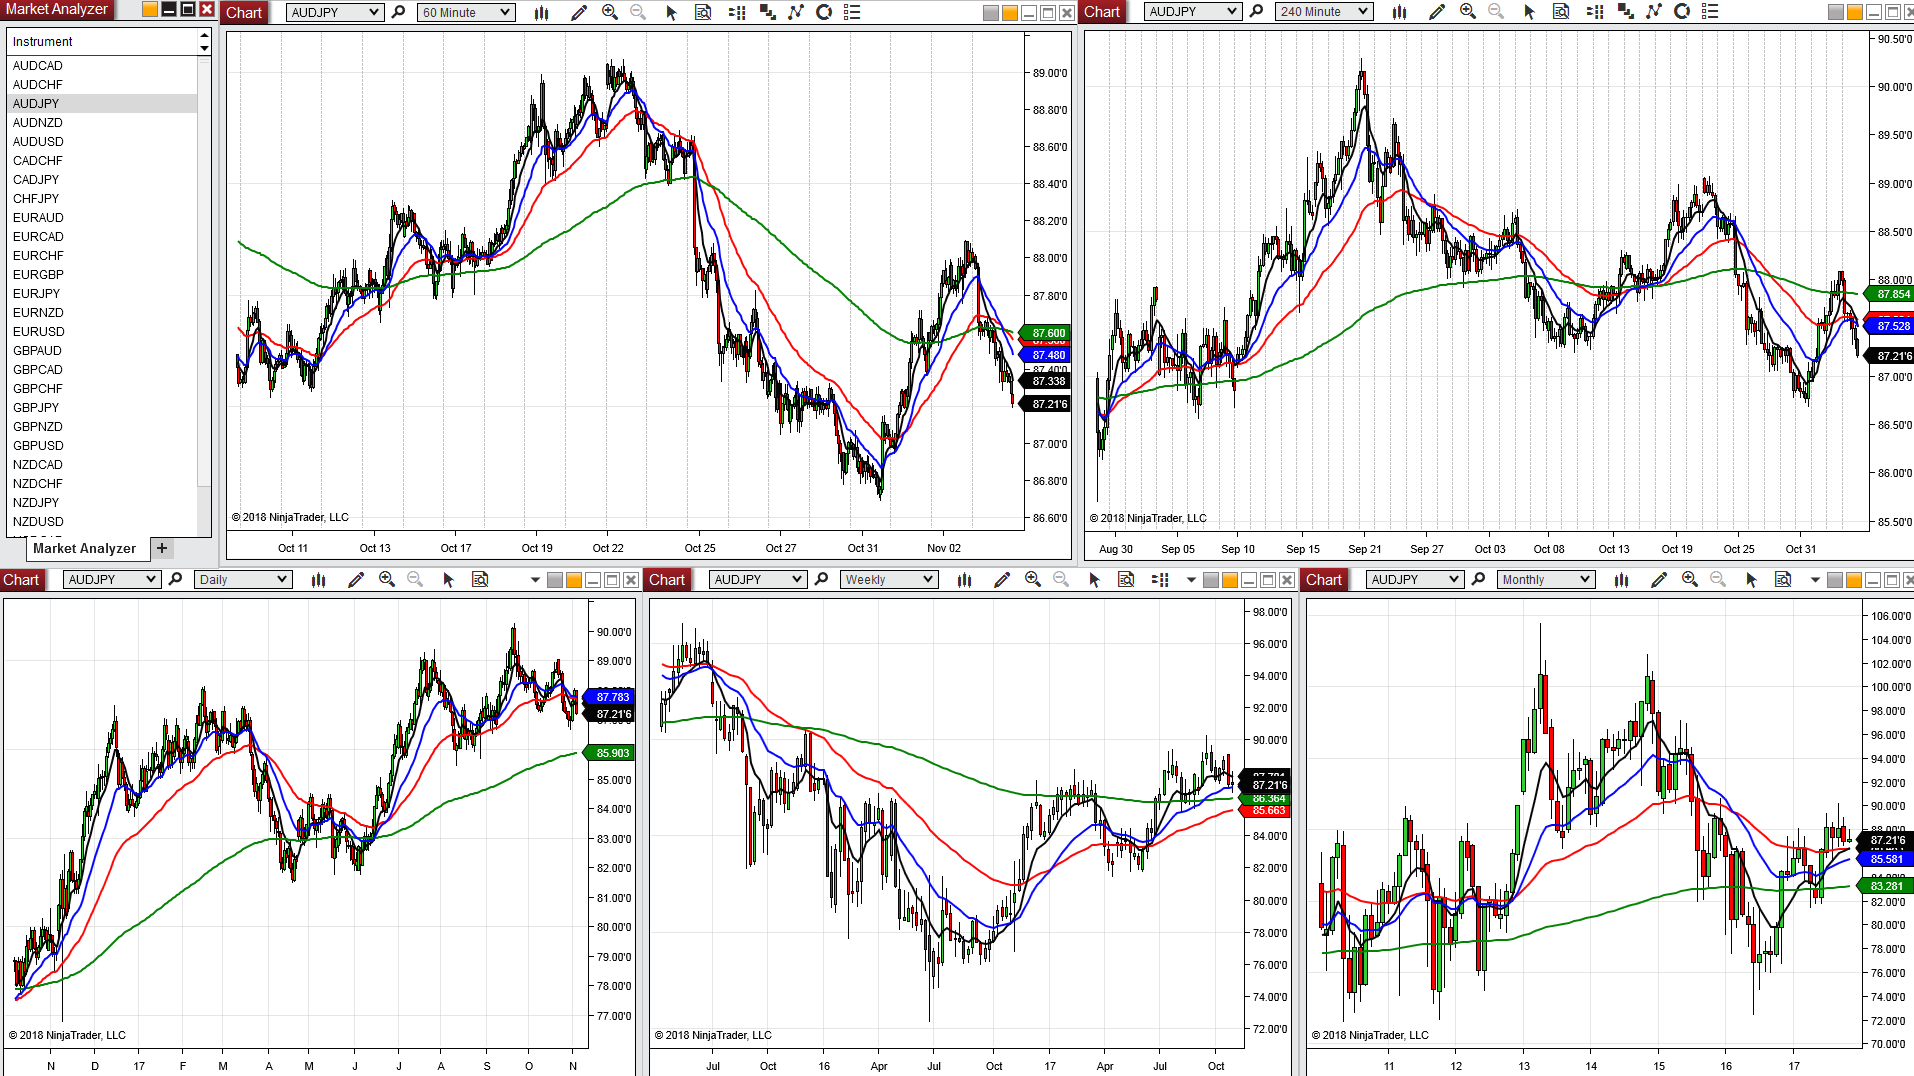 Market Analyzer
Instrument
AUDCAD
AUDCHF
AUDJPY
AUDNZD
AUDUSD
CADCHF
CADJPY
CHFJPY
EURAUD
EURCAD
EURCHF
EURGBP
EURJPY
EURNZD
EURUSD
GBPAUD
GBPCAD
GBPCHF
GBPJPY
GBPNZD
GBPUSD
NZDCAD
NZDCHF
NZDJPY
NZDUSD
Market Analyzer +
Chart AUDJPY 60 Minute
89.00'0
88.80'0
88.60'0
88.40'0
88.20'0
88.00'0
87.80'0
87.600
87.480
87.40'0
87.338
87.21'6
87.00'0
86.80'0
86.60'0
© 2018 NinjaTrader, LLC
Oct 11 Oct 13 Oct 17 Oct 19 Oct 22 Oct 25 Oct 27 Oct 31 Nov 02
Chart AUDJPY 240 Minute
90.50'0
90.00'0
89.50'0
89.00'0
88.50'0
88.00'0
87.854
87.528
87.21'6
87.00'0
86.50'0
86.00'0
85.50'0
© 2018 NinjaTrader, LLC
Aug 30 Sep 05 Sep 10 Sep 15 Sep 21 Sep 27 Oct 03 Oct 08 Oct 13 Oct 19 Oct 25 Oct 31
Chart AUDJPY Daily
90.00'0
89.00'0
87.783
87.21'6
85.903
85.00'0
84.00'0
83.00'0
82.00'0
81.00'0
80.00'0
79.00'0
78.00'0
77.00'0
© 2018 NinjaTrader, LLC
N D 17 F M A M J J A S O N
Chart AUDJPY Weekly
98.00'0
96.00'0
94.00'0
92.00'0
90.00'0
87.21'6
86.364
85.663
84.00'0
82.00'0
80.00'0
78.00'0
76.00'0
74.00'0
72.00'0
© 2018 NinjaTrader, LLC
Jul Oct 16 Apr Jul Oct 17 Apr Jul Oct
Chart AUDJPY Monthly
106.00'0
104.00'0
102.00'0
100.00'0
98.00'0
96.00'0
94.00'0
92.00'0
90.00'0
87.21'6
85.581
83.281
82.00'0
80.00'0
78.00'0
76.00'0
74.00'0
72.00'0
70.00'0
© 2018 NinjaTrader, LLC
11 12 13 14 15 16 17